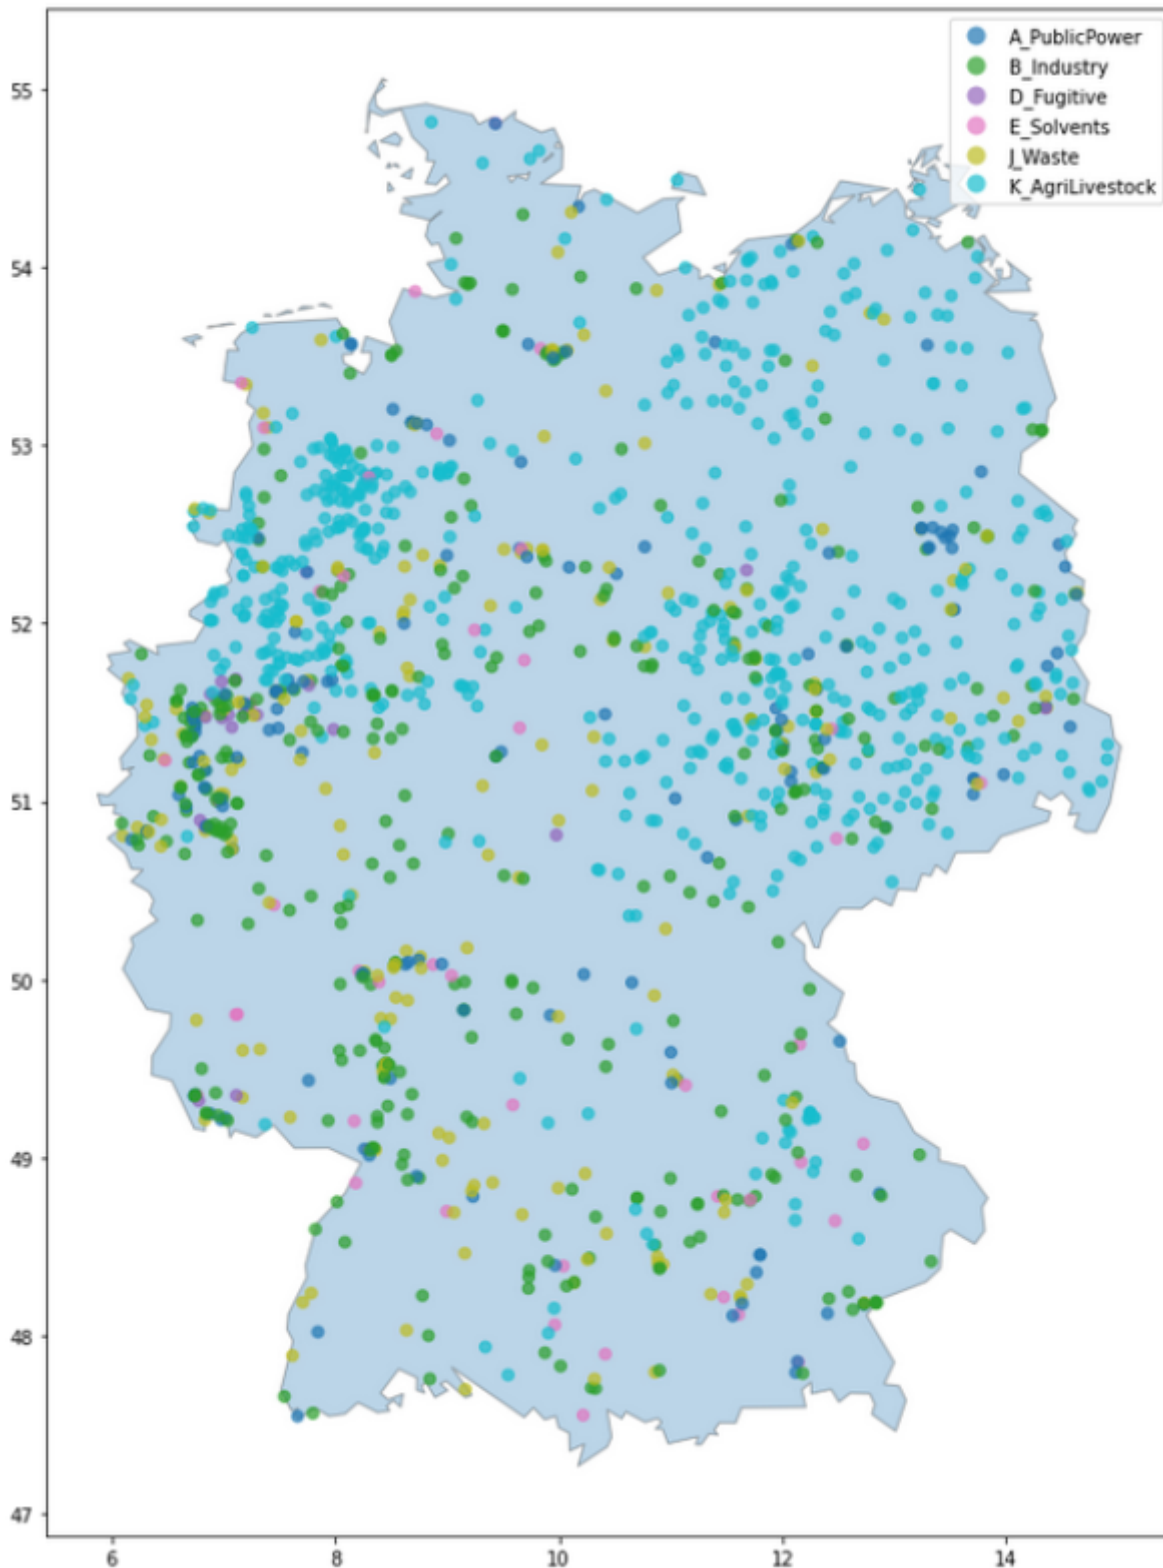 A_PublicPower
B_Industry
D_Fugitive
E_Solvents
J_Waste
K_AgriLivestock
55
54
53
52
51
50
49
48
47
6 8 10 12 14